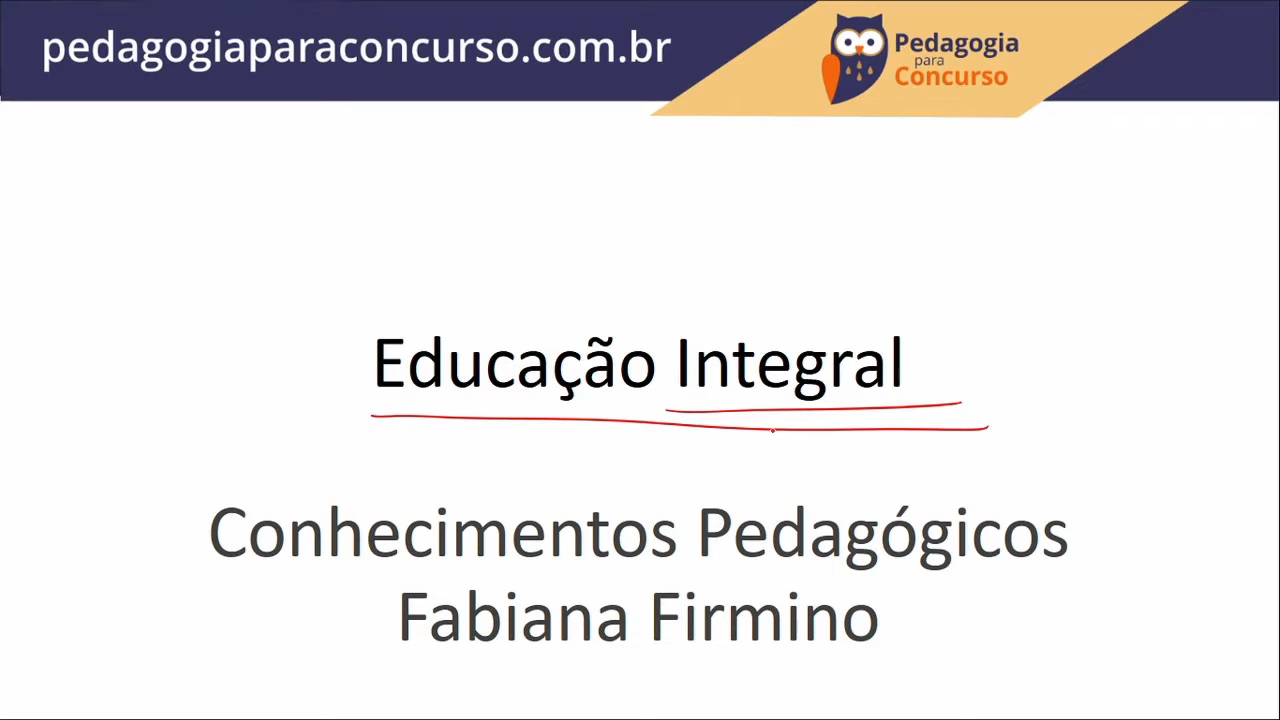 pedagogiaparaconcurso.com.br
Pedagogia
para
Concurso
Educação Integral
Conhecimentos Pedagógicos
Fabiana Firmino